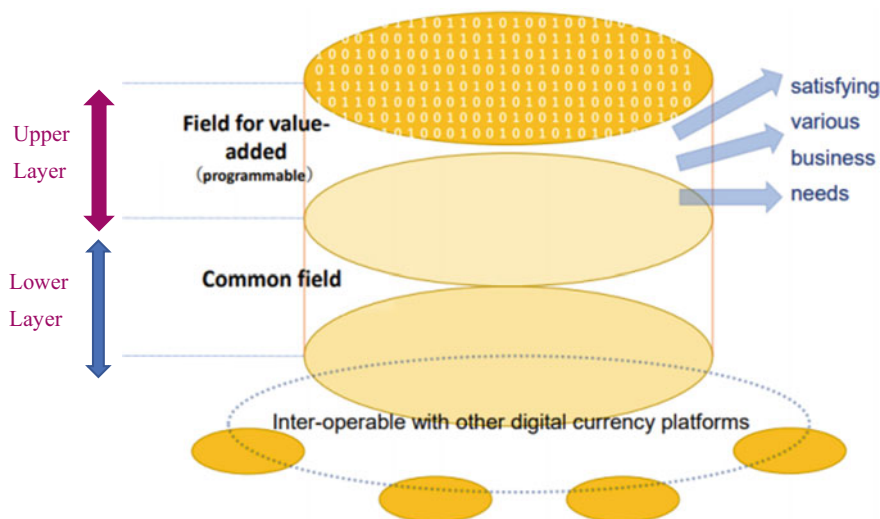 Upper
Layer
Field for value-
added
(programmable)
satisfying
various
business
needs
Lower
Layer
Common field
Inter-operable with other digital currency platforms